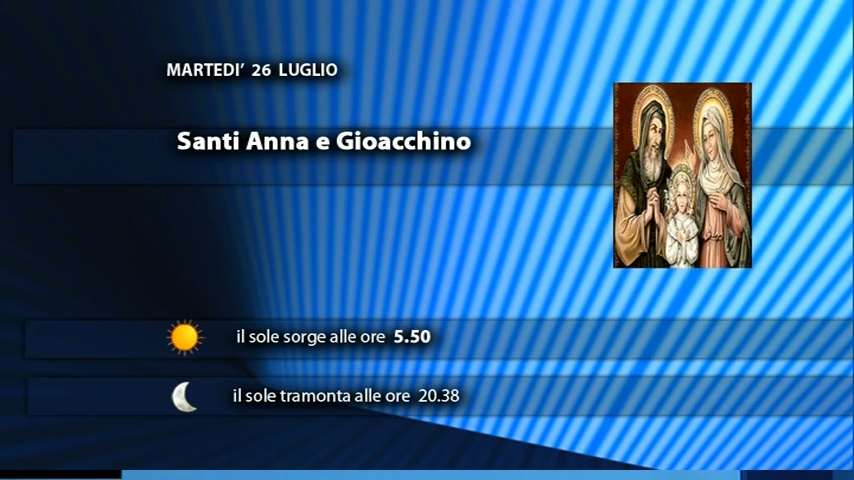 MARTEDI’ 26 LUGLIO
Santi Anna e Gioacchino
il sole sorge alle ore 5.50
il sole tramonta alle ore 20.38